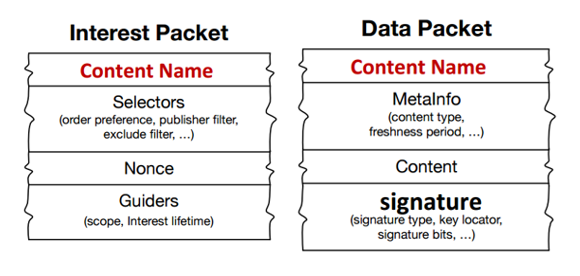 Interest Packet
Content Name
Selectors
(order preference, publisher filter,
exclude filter, ...)
Nonce
Guiders
(scope, Interest lifetime)
Data Packet
Content Name
MetaInfo
(content type,
freshness period, ...)
Content
signature
(signature type, key locator,
signature bits, ...)